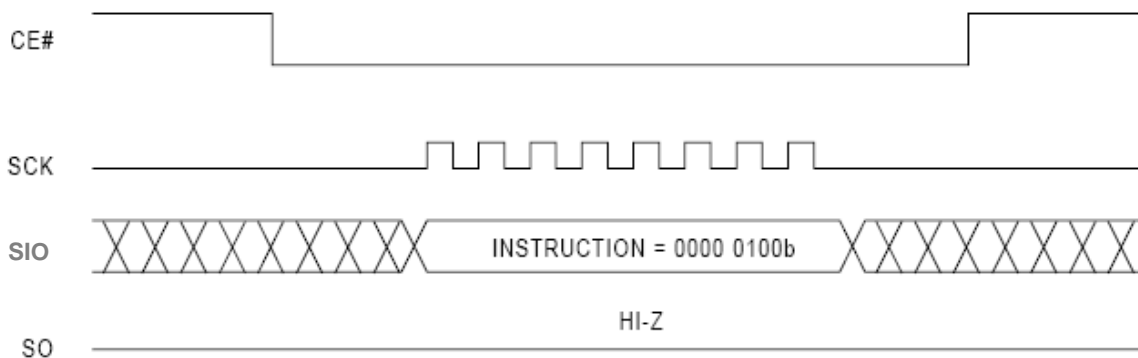 CE#
SCK
SIO
INSTRUCTION = 0000 0100b
HI-Z
SO